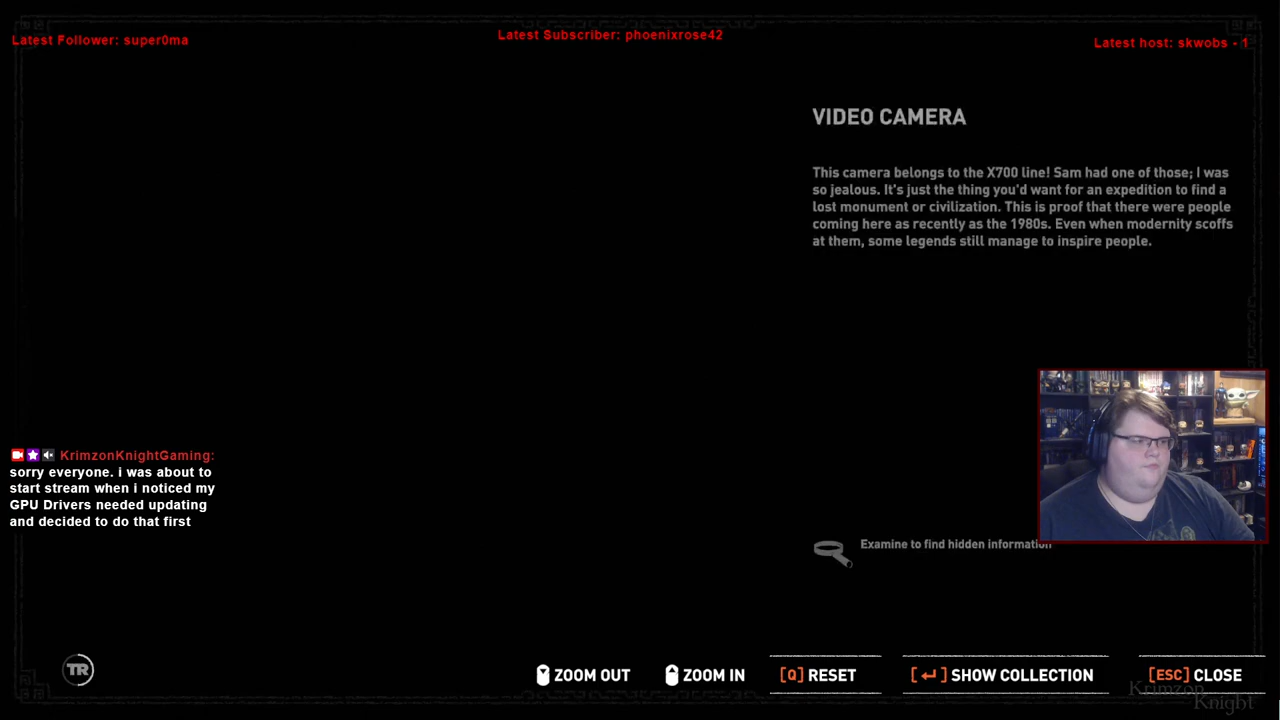 Latest Follower: super0ma
Latest Subscriber: phoenixrose42
Latest host: skwobs - 1
VIDEO CAMERA
This camera belongs to the X700 line! Sam had one of those; I was
so jealous. It's just the thing you'd want for an expedition to find a
lost monument or civilization. This is proof that there were people
coming here as recently as the 1980s. Even when modernity scoffs
at them, some legends still manage to inspire people.
KrimzonKnightGaming:
sorry everyone. i was about to
start stream when i noticed my
GPU Drivers needed updating
and decided to do that first
Examine to find hidden information
TR
ZOOM OUT
ZOOM IN
[Q] RESET
[↵] SHOW COLLECTION
[ESC] CLOSE
Krimzon
Knight